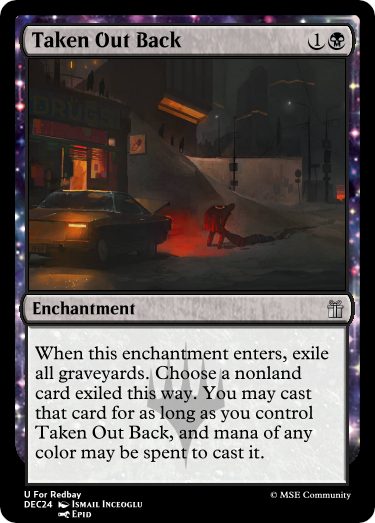 Taken Out Back
1
DRUGS
Enchantment
When this enchantment enters, exile
all graveyards. Choose a nonland
card exiled this way. You may cast
that card for as long as you control
Taken Out Back, and mana of any
color may be spent to cast it.
U For Redbay
DEC24 Ismail Inceoglu
Epid
© MSE Community